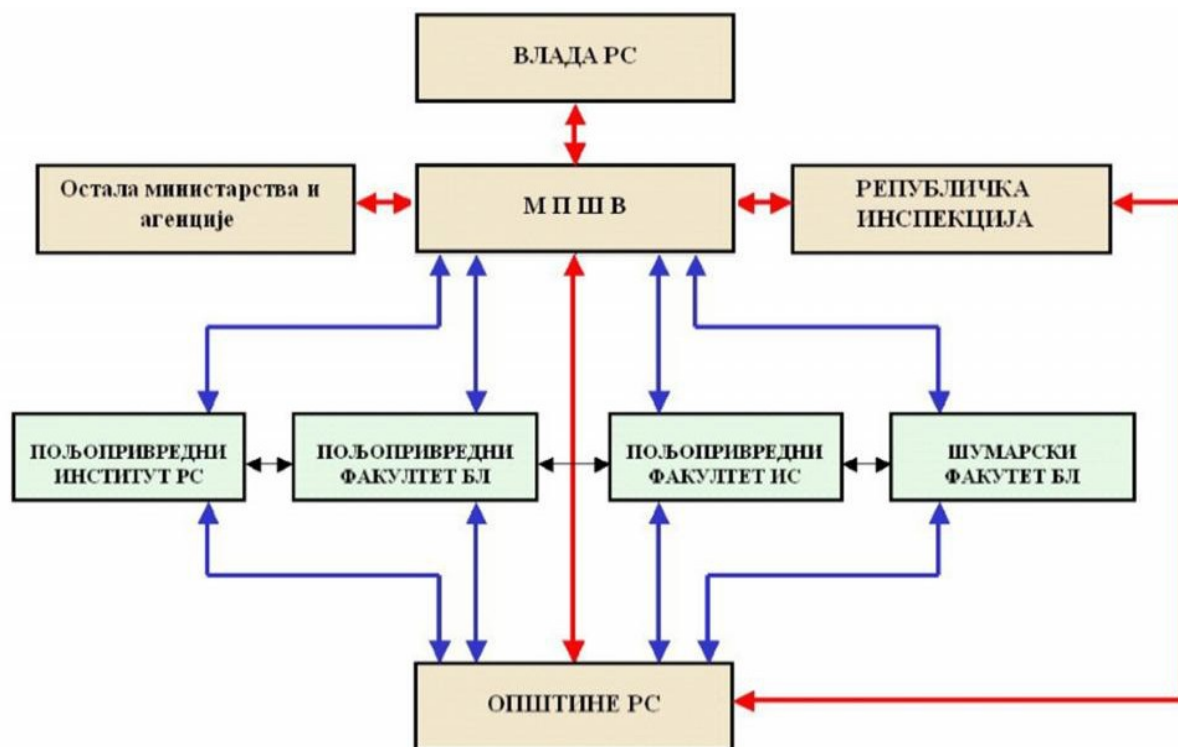 ВЛАДА РС
Остала министарства и
агенције
М П Ш В
РЕПУБЛИЧКА
ИНСПЕКЦИЈА
ПОЉОПРИВРЕДНИ
ИНСТИТУТ РС
ПОЉОПРИВРЕДНИ
ФАКУЛТЕТ БЛ
ПОЉОПРИВРЕДНИ
ФАКУЛТЕТ ИС
ШУМАРСКИ
ФАКУТЕТ БЛ
ОПШТИНЕ РС